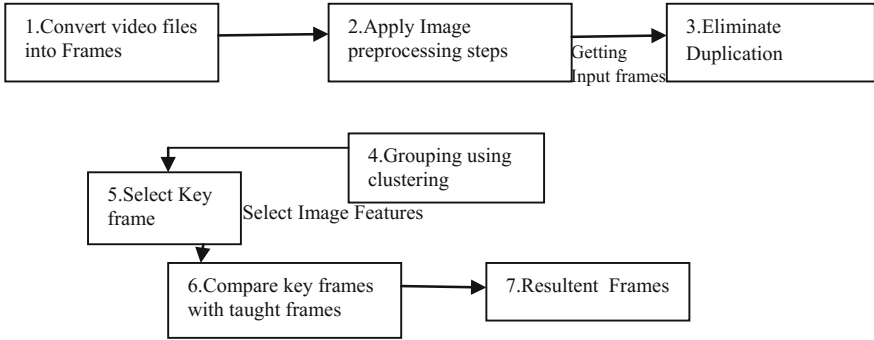 1.Convert video files
into Frames
2.Apply Image
preprocessing steps
Getting
Input frames
3.Eliminate
Duplication
4.Grouping using
clustering
5.Select Key
frame
Select Image Features
6.Compare key frames
with taught frames
7.Resultent Frames